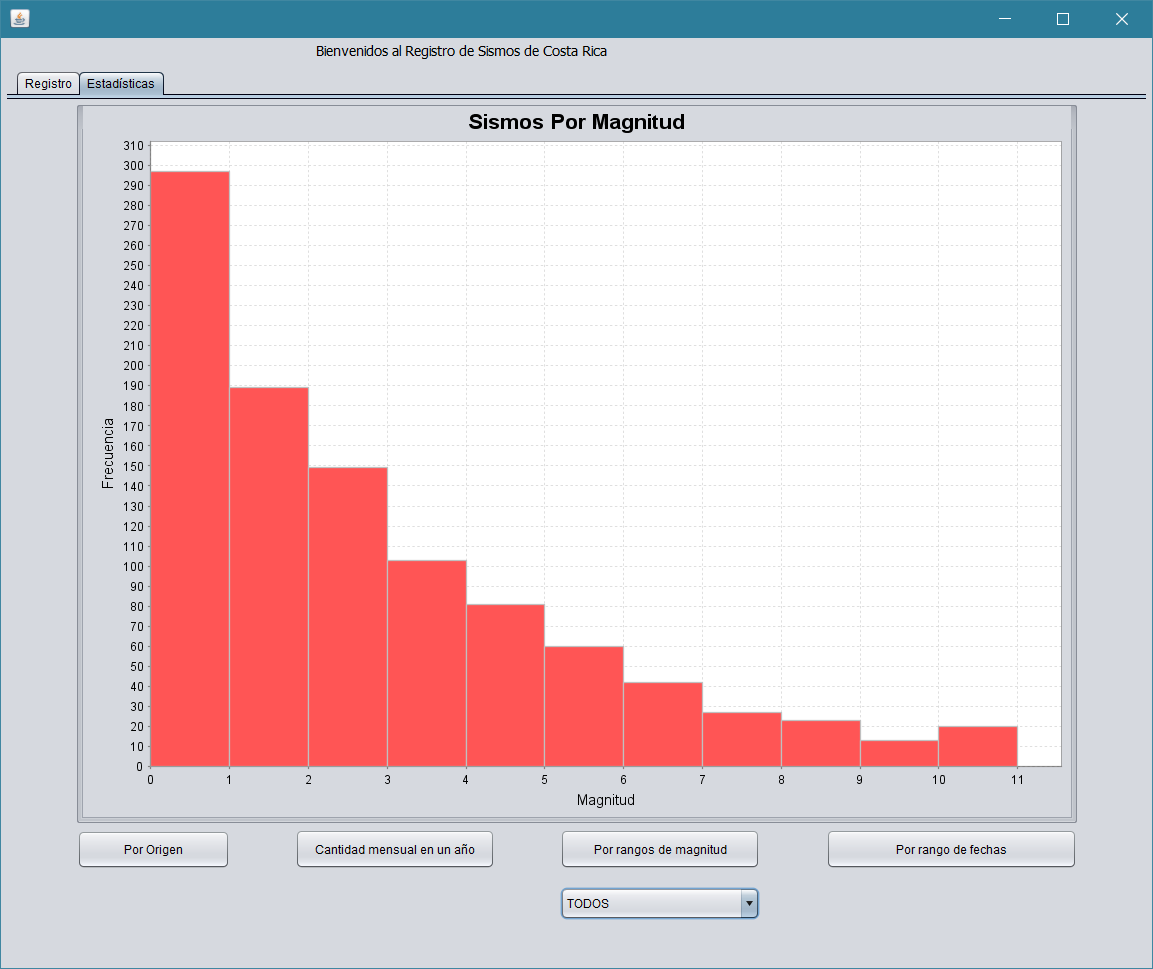 Bienvenidos al Registro de Sismos de Costa Rica
Registro
Estadísticas
Sismos Por Magnitud
310
300
290
280
270
260
250
240
230
220
210
200
190
180
170
160
150
140
130
120
110
100
90
80
70
60
50
40
30
20
10
0
Frecuencia
0 1 2 3 4 5 6 7 8 9 10 11
Magnitud
Por Origen
Cantidad mensual en un año
Por rangos de magnitud
Por rango de fechas
TODOS